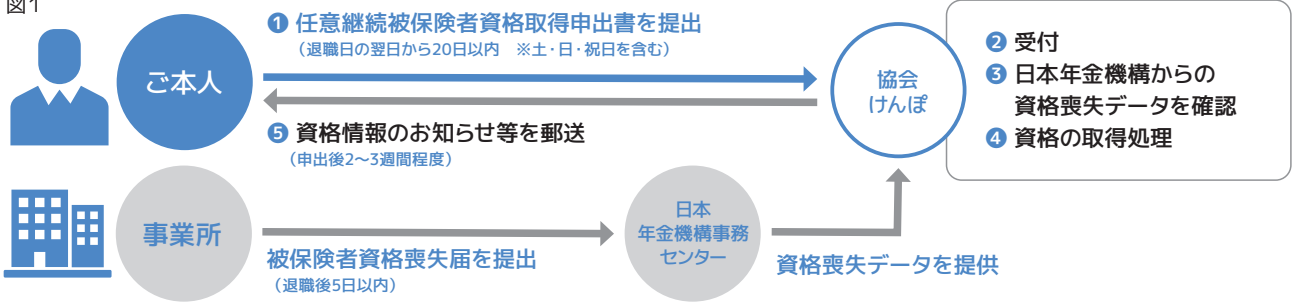 図1
❶ 任意継続被保険者資格取得申出書を提出
（退職日の翌日から20日以内　※土・日・祝日を含む）
ご本人
協会
けんぽ
❷ 受付
❸ 日本年金機構からの
資格喪失データを確認
❹ 資格の取得処理
❺ 資格情報のお知らせ等を郵送
（申出後2～3週間程度）
事業所
被保険者資格喪失届を提出
（退職後5日以内）
日本
年金機構事務
センター
資格喪失データを提供